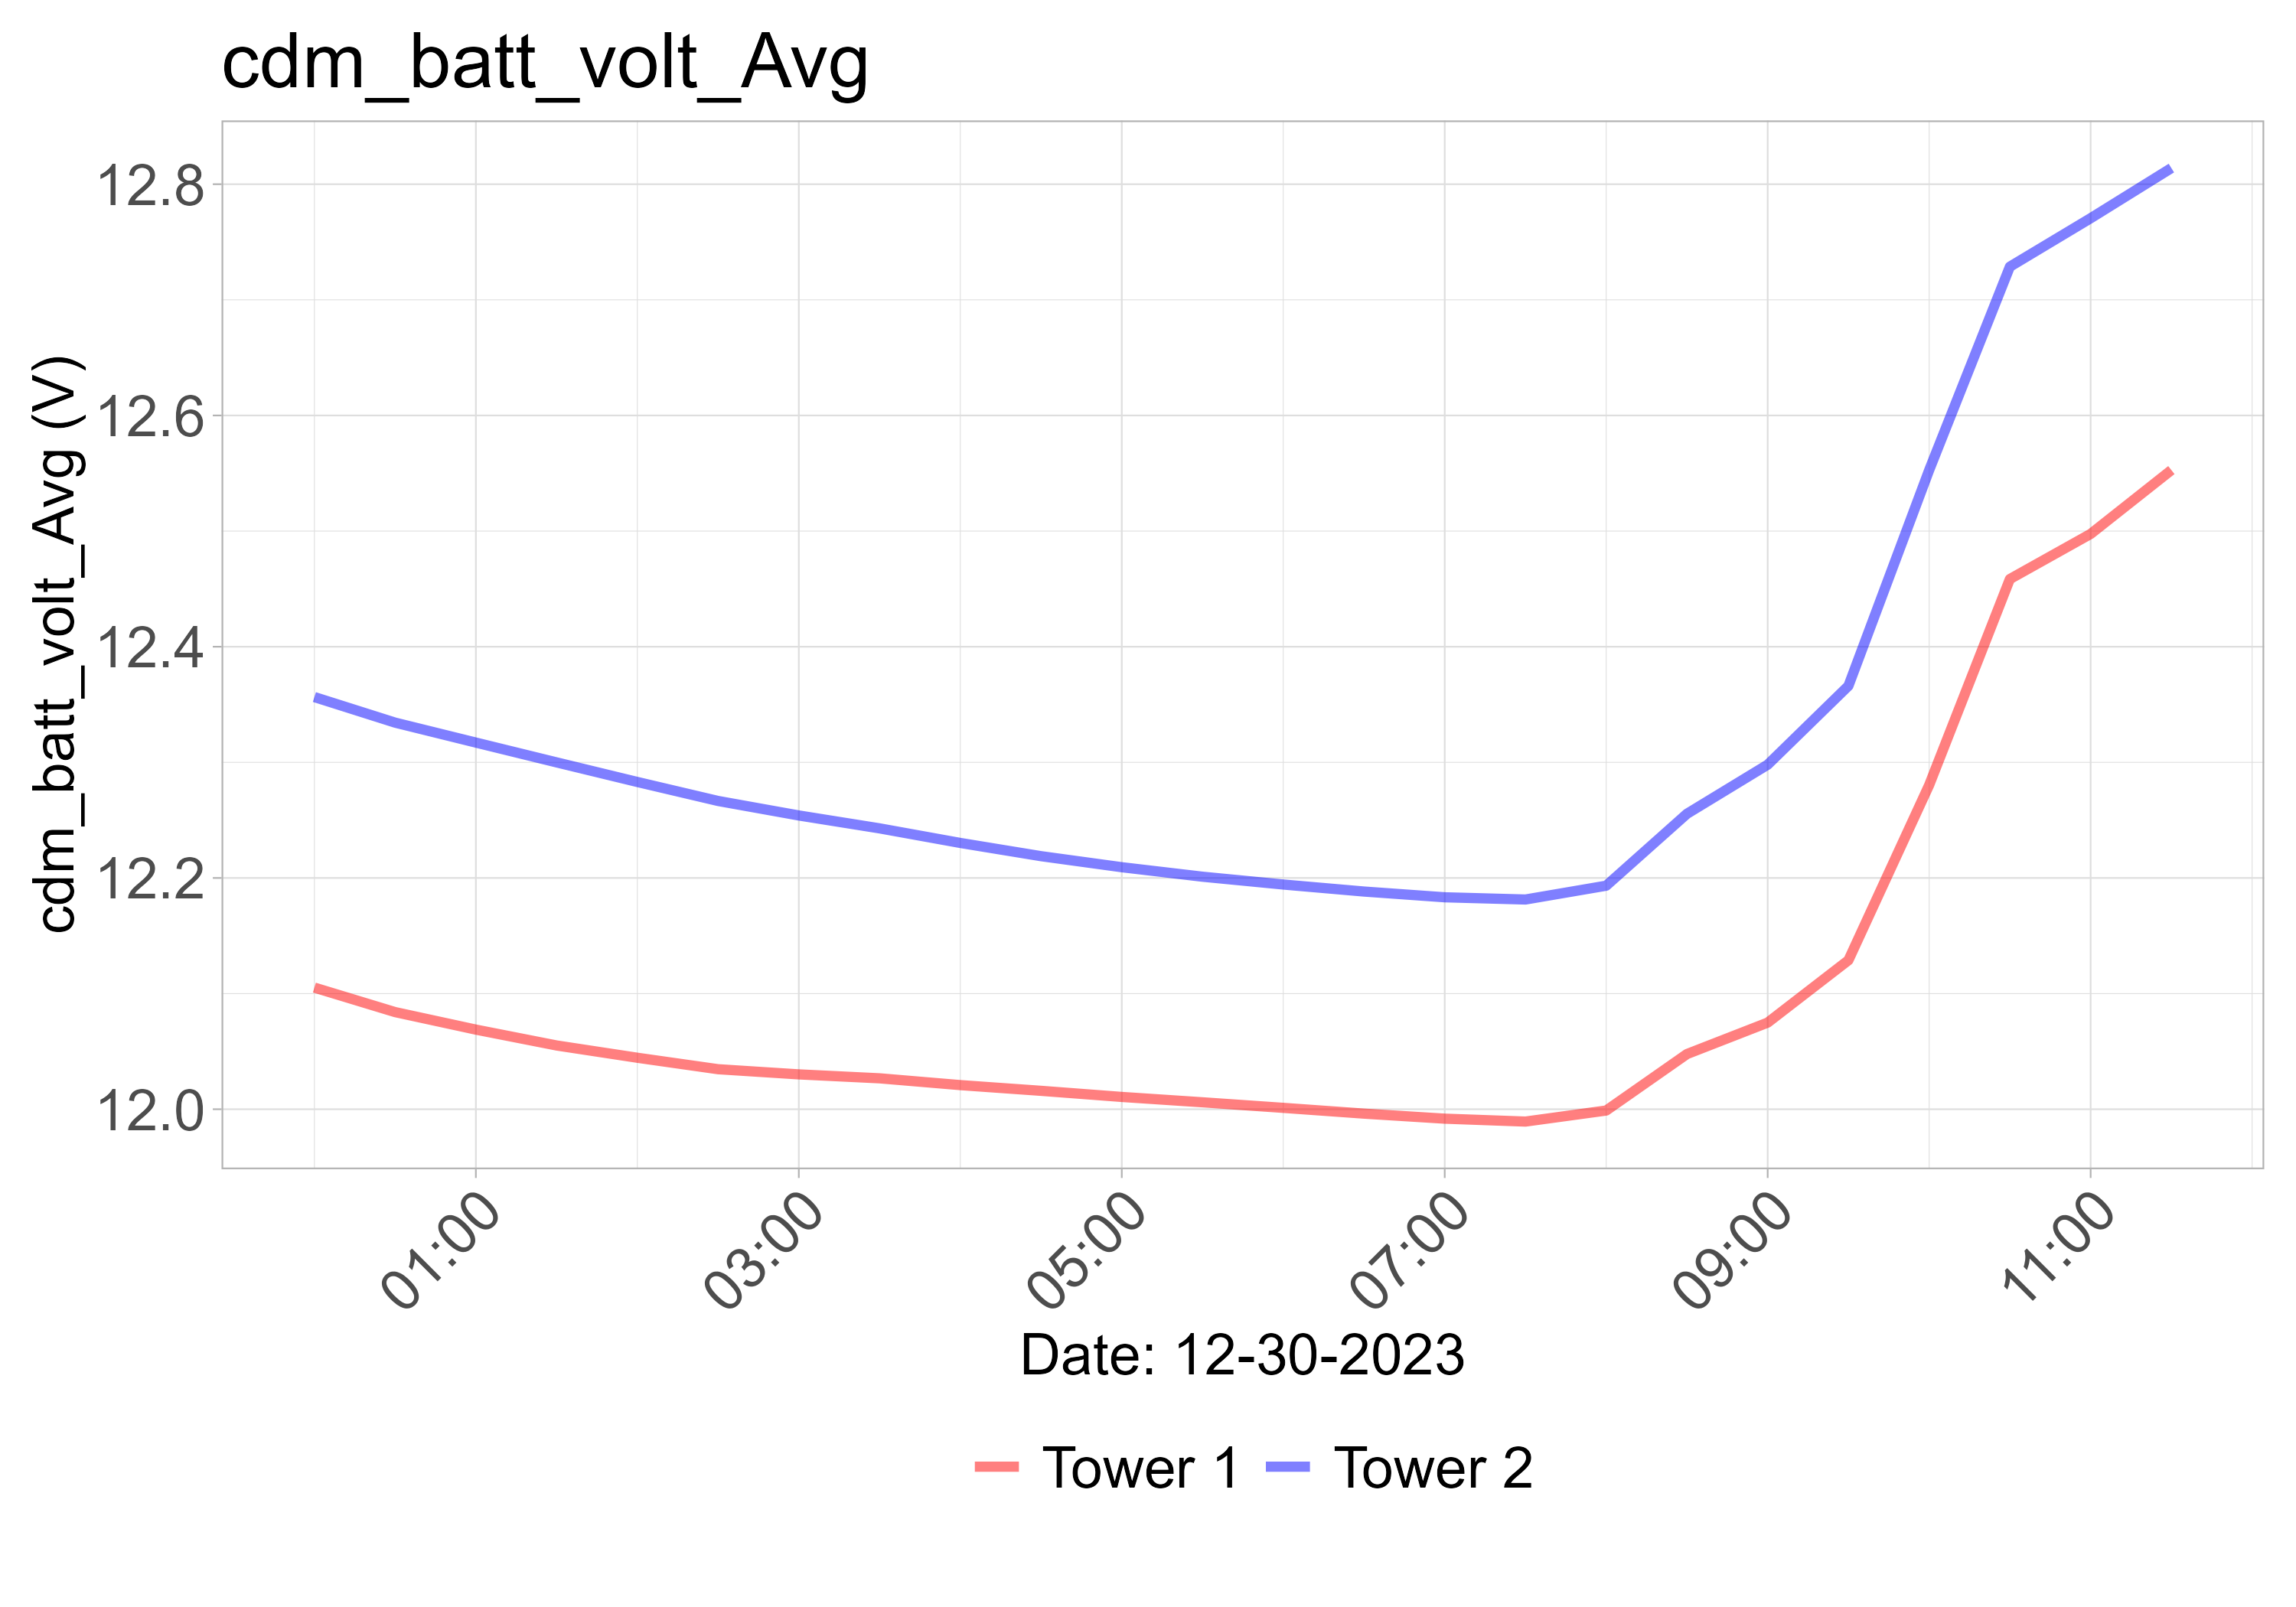 cdm_batt_volt_Avg
cdm_batt_volt_Avg (V)
12.8
12.6
12.4
12.2
12.0
01:00
03:00
05:00
07:00
09:00
11:00
Date: 12-30-2023
Tower 1
Tower 2